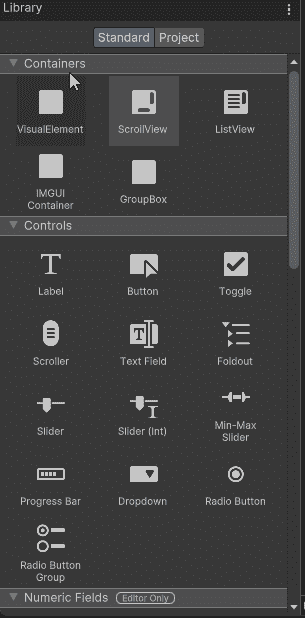 Library
Standard Project
Containers
VisualElement ScrollView ListView
IMGUI
Container GroupBox
Controls
Label Button Toggle
Scroller Text Field Foldout
Slider Slider (Int) Min-Max
Slider
Progress Bar Dropdown Radio Button
Radio Button
Group
Numeric Fields Editor Only